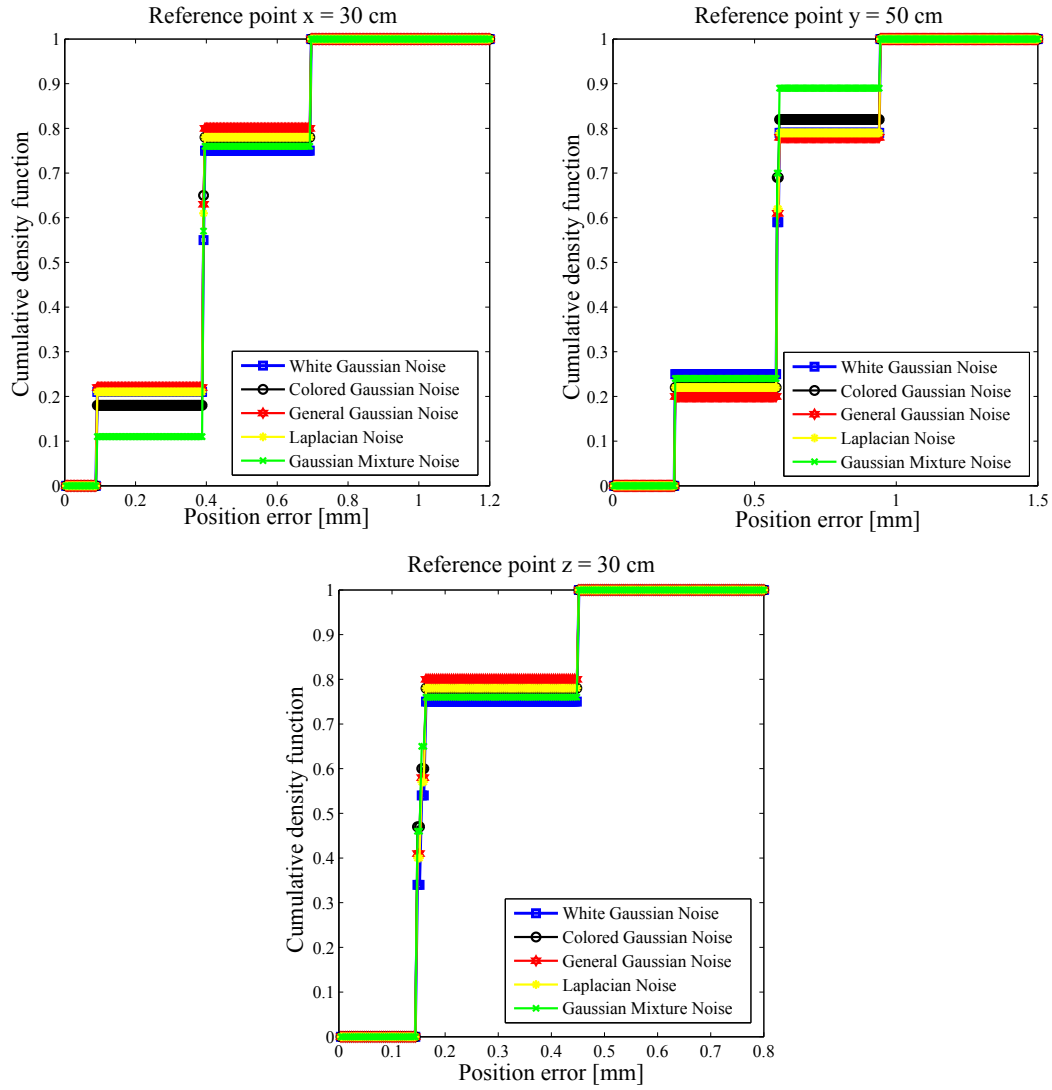 Reference point x = 30 cm
Cumulative density function
1
0.9
0.8
0.7
0.6
0.5
0.4
0.3
0.2
0.1
0
0 0.2 0.4 0.6 0.8 1 1.2
Position error [mm]
White Gaussian Noise
Colored Gaussian Noise
General Gaussian Noise
Laplacian Noise
Gaussian Mixture Noise
Reference point y = 50 cm
Cumulative density function
1
0.9
0.8
0.7
0.6
0.5
0.4
0.3
0.2
0.1
0
0 0.5 1 1.5
Position error [mm]
White Gaussian Noise
Colored Gaussian Noise
General Gaussian Noise
Laplacian Noise
Gaussian Mixture Noise
Reference point z = 30 cm
Cumulative density function
1
0.9
0.8
0.7
0.6
0.5
0.4
0.3
0.2
0.1
0
0 0.1 0.2 0.3 0.4 0.5 0.6 0.7 0.8
Position error [mm]
White Gaussian Noise
Colored Gaussian Noise
General Gaussian Noise
Laplacian Noise
Gaussian Mixture Noise